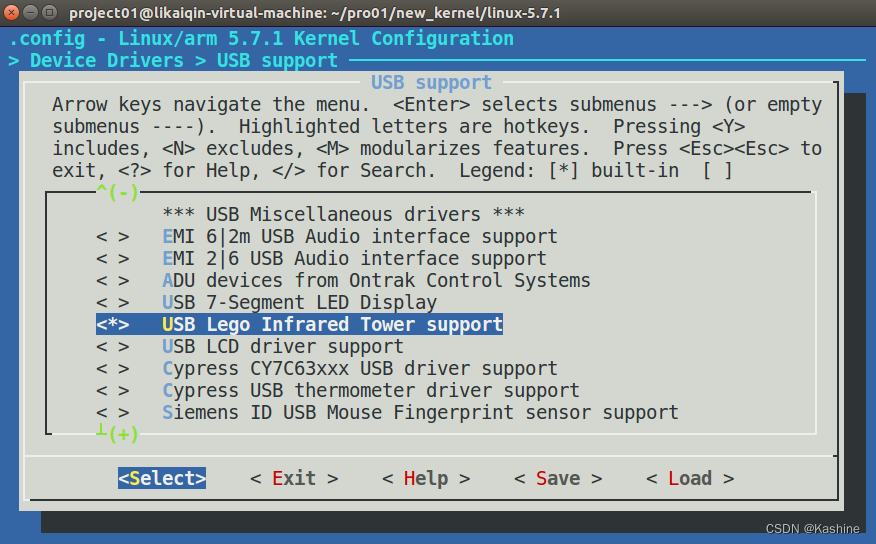 project01@likaiqin-virtual-machine: ~/pro01/new_kernel/linux-5.7.1
.config - Linux/arm 5.7.1 Kernel Configuration
> Device Drivers > USB support
USB support
Arrow keys navigate the menu.  <Enter> selects submenus ---> (or empty
submenus ----).  Highlighted letters are hotkeys.  Pressing <Y>
includes, <N> excludes, <M> modularizes features.  Press <Esc><Esc> to
exit, <?> for Help, </> for Search.  Legend: [*] built-in  [ ]
^(-)
*** USB Miscellaneous drivers ***
< >   EMI 6|2m USB Audio interface support
< >   EMI 2|6 USB Audio interface support
< >   ADU devices from Ontrak Control Systems
< >   USB 7-Segment LED Display
<*>   USB Lego Infrared Tower support
< >   USB LCD driver support
< >   Cypress CY7C63xxx USB driver support
< >   Cypress USB thermometer driver support
< >   Siemens ID USB Mouse Fingerprint sensor support
┴(+)
<Select>    < Exit >    < Help >    < Save >    < Load >
CSDN @Kashine